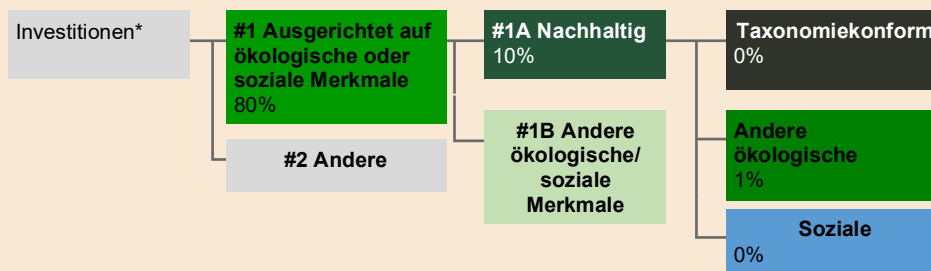 Investitionen*
#1 Ausgerichtet auf
ökologische oder
soziale Merkmale
80%
#2 Andere
#1A Nachhaltig
10%
#1B Andere
ökologische/
soziale
Merkmale
Taxonomiekonform
0%
Andere
ökologische
1%
Soziale
0%